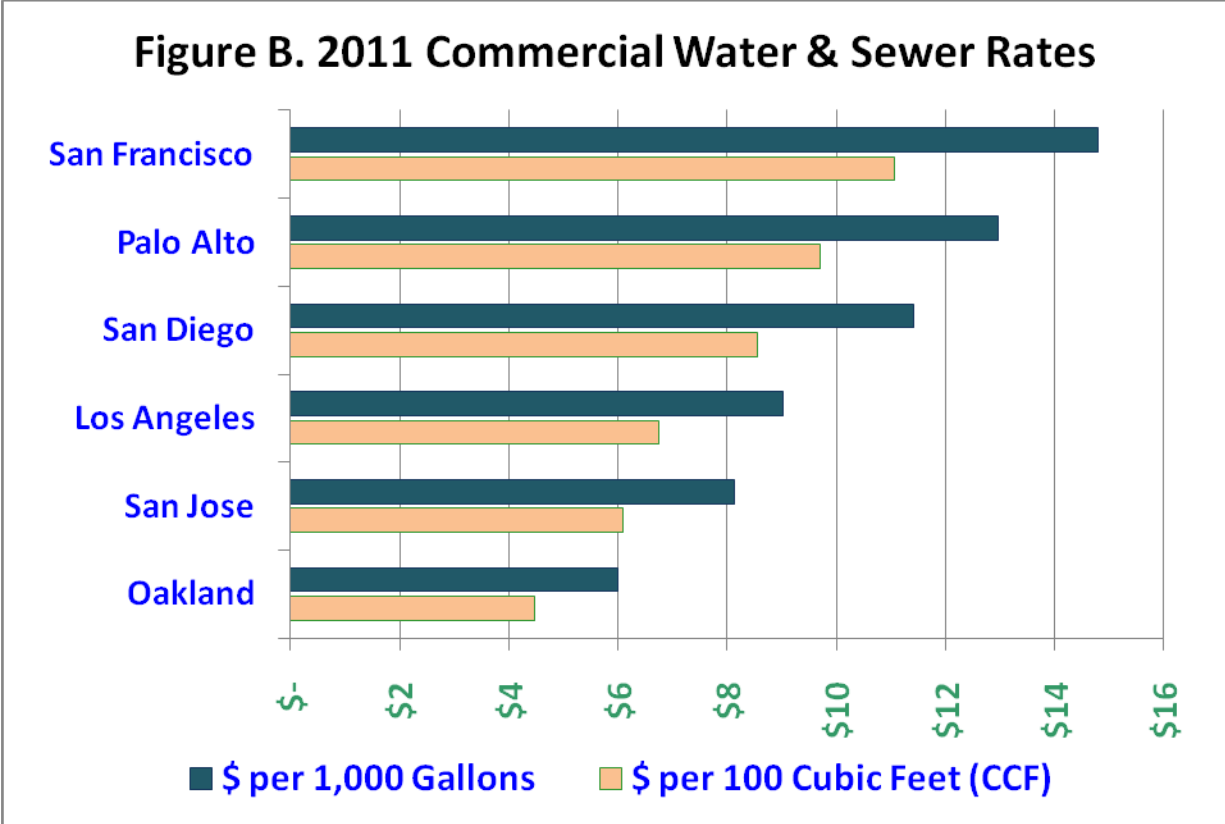 Figure B. 2011 Commercial Water & Sewer Rates
San Francisco
Palo Alto
San Diego
Los Angeles
San Jose
Oakland
$- $2 $4 $6 $8 $10 $12 $14 $16
$ per 1,000 Gallons $ per 100 Cubic Feet (CCF)